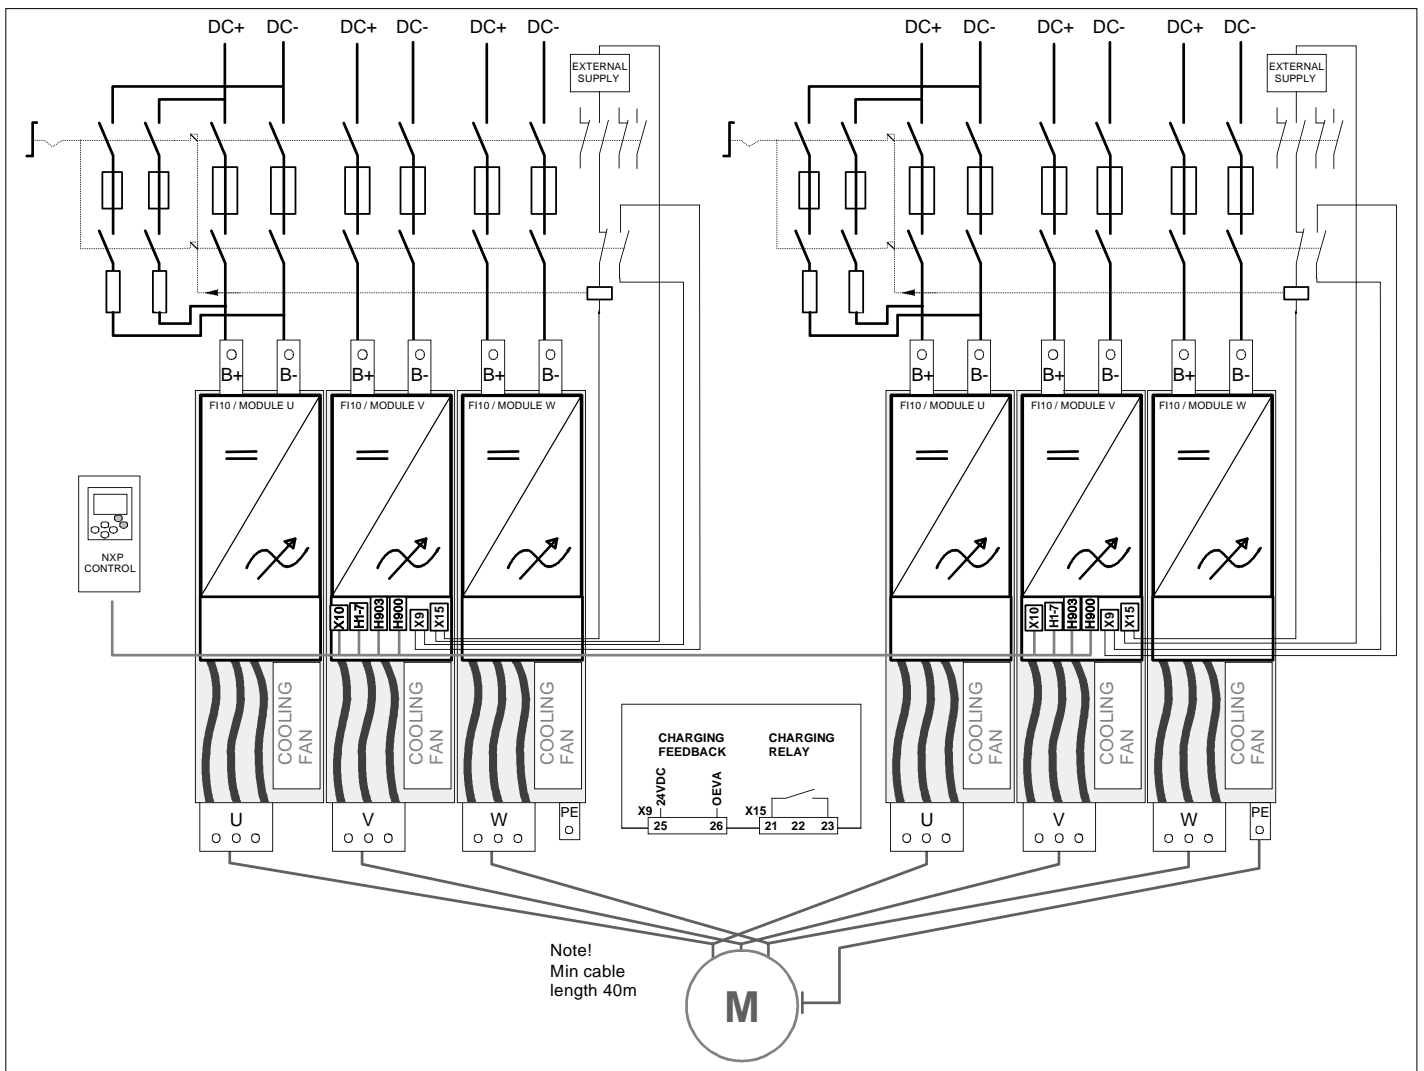 DC+ DC- DC+ DC- DC+ DC-
EXTERNAL
SUPPLY
DC+ DC- DC+ DC- DC+ DC-
EXTERNAL
SUPPLY
B+ B- B+ B- B+ B-
B+ B- B+ B- B+ B-
FI10 / MODULE U
FI10 / MODULE V
FI10 / MODULE W
FI10 / MODULE U
FI10 / MODULE V
FI10 / MODULE W
NXP
CONTROL
X10 H1-7 H903 H900 X9 X15
X10 H1-7 H903 H900 X9 X15
COOLING
FAN
COOLING
FAN
COOLING
FAN
COOLING
FAN
COOLING
FAN
COOLING
FAN
CHARGING
FEEDBACK
CHARGING
RELAY
24VDC
OEVA
X9
25 26
X15
21 22 23
U V W PE
U V W PE
Note!
Min cable
length 40m
M